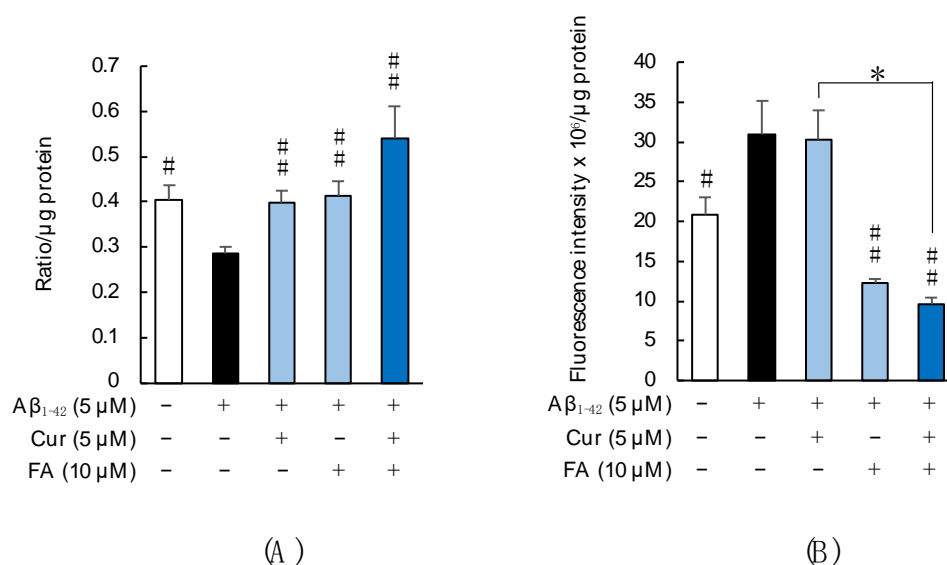 Ratio/µg protein
0.7
0.6
0.5
0.4
0.3
0.2
0.1
0
#
##
##
##
Aβ1-42 (5 µM) − + + + +
Cur (5 µM) − − + − +
FA (10 µM) − − − + +
(A)
Fluorescence intensity x 10⁶/µg protein
40
35
30
25
20
15
10
5
0
#
*
##
##
Aβ1-42 (5 µM) − + + + +
Cur (5 µM) − − + − +
FA (10 µM) − − − + +
(B)